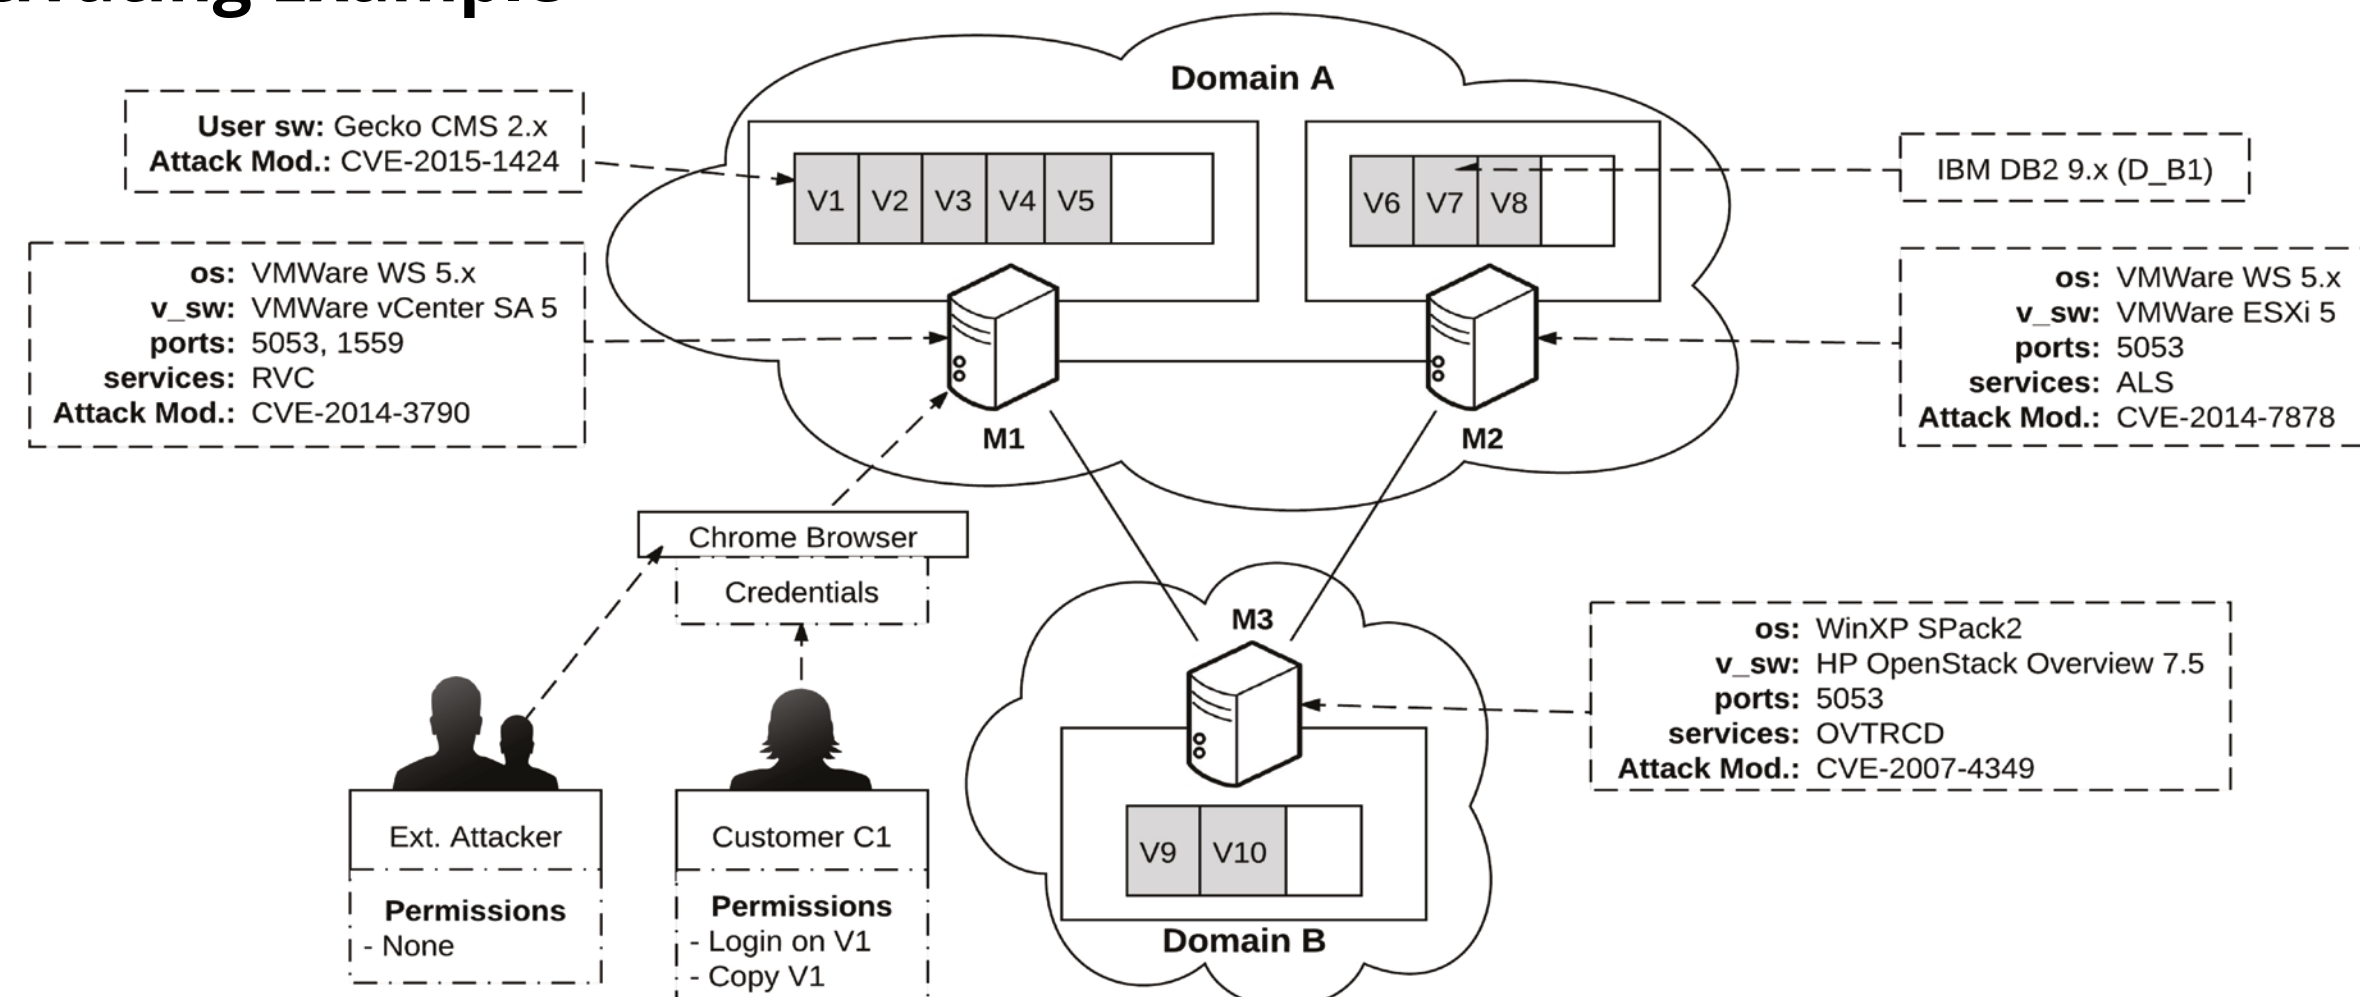 Example
Domain A
User sw: Gecko CMS 2.x
Attack Mod.: CVE-2015-1424
V1 V2 V3 V4 V5
V6 V7 V8
IBM DB2 9.x (D_B1)
os: VMWare WS 5.x
v_sw: VMWare vCenter SA 5
ports: 5053, 1559
services: RVC
Attack Mod.: CVE-2014-3790
os: VMWare WS 5.x
v_sw: VMWare ESXi 5
ports: 5053
services: ALS
Attack Mod.: CVE-2014-7878
M1
M2
Chrome Browser
Credentials
M3
os: WinXP SPack2
v_sw: HP OpenStack Overview 7.5
ports: 5053
services: OVTRCD
Attack Mod.: CVE-2007-4349
Ext. Attacker
Permissions
- None
Customer C1
Permissions
- Login on V1
- Copy V1
V9 V10
Domain B